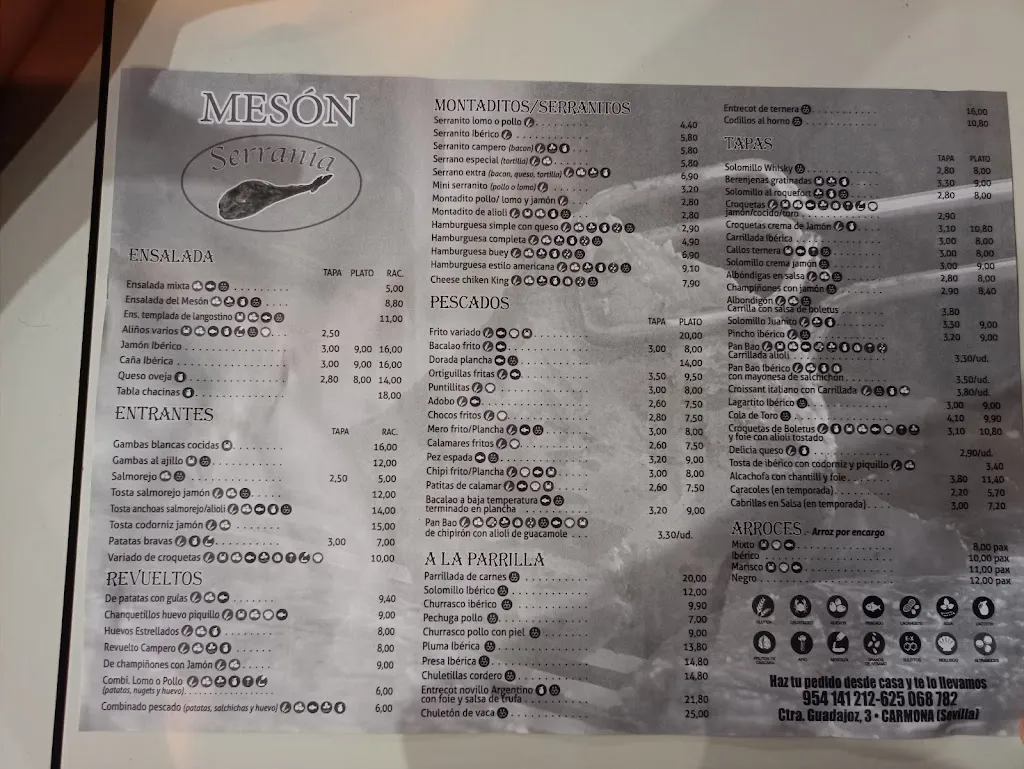 MESÓN
Serranía
ENSALADA
TAPA PLATO RAC.
Ensalada mixta 5,00
Ensalada del Mesón 8,80
Ens. templada de langostino 11,00
Aliños varios 2,50
Jamón Ibérico 3,00 9,00 16,00
Caña Ibérica 3,00 9,00 16,00
Queso oveja 2,80 8,00 14,00
Tabla chacinas 18,00
ENTRANTES
TAPA RAC.
Gambas blancas cocidas 16,00
Gambas al ajillo 12,00
Salmorejo 2,50 5,00
Tosta salmorejo jamón 12,00
Tosta anchoas salmorejo/alioli 14,00
Tosta codorniz jamón 15,00
Patatas bravas 3,00 7,00
Variado de croquetas 10,00
REVUELTOS
De patatas con gulas 9,40
Chanquetillos huevo piquillo 9,00
Huevos Estrellados 8,00
Revuelto Campero 8,00
De champiñones con Jamón 9,00
Combi. Lomo o Pollo
(patatas, nugets y huevo) 6,00
Combinado pescado (patatas, salchichas y huevo) 6,00
MONTADITOS/SERRANITOS
Serranito lomo o pollo 4,40
Serranito Ibérico 5,80
Serranito campero (bacon) 5,80
Serrano especial (tortilla) 5,80
Serrano extra (bacon, queso, tortilla) 6,90
Mini serranito (pollo o lomo) 3,20
Montadito pollo/ lomo y jamón 2,80
Montadito de alioli 2,80
Hamburguesa simple con queso 2,90
Hamburguesa completa 4,90
Hamburguesa buey 6,90
Hamburguesa estilo americana 9,10
Cheese chiken King 7,90
PESCADOS
TAPA PLATO
Frito variado 20,00
Bacalao frito 3,00 8,00
Dorada plancha 14,00
Ortiguillas fritas 3,50 9,50
Puntillitas 3,00 8,00
Adobo 2,60 7,50
Chocos fritos 2,80 7,50
Mero frito/Plancha 3,00 8,00
Calamares fritos 2,60 7,50
Pez espada 3,20 9,00
Chipi frito/Plancha 3,00 8,00
Patitas de calamar 2,60 7,50
Bacalao a baja temperatura
terminado en plancha 3,20 9,00
Pan Bao
de chipirón con alioli de guacamole 3,30/ud.
A LA PARRILLA
Parrillada de carnes 20,00
Solomillo Ibérico 12,00
Churrasco ibérico 9,90
Pechuga pollo 7,00
Churrasco pollo con piel 9,00
Pluma Ibérica 13,80
Presa Ibérica 14,80
Chuletillas cordero 14,80
Entrecot novillo Argentino
con foie y salsa de trufa 21,80
Chuletón de vaca 25,00
Entrecot de ternera 16,00
Codillos al horno 10,80
TAPAS
TAPA PLATO
Solomillo Whisky 2,80 8,00
Berenjenas gratinadas 3,30 9,00
Solomillo al roquefort 2,80 8,00
Croquetas
jamón/cocido/toro 2,90
Croquetas crema de Jamón 3,10 10,80
Carrillada Ibérica 3,00 8,00
Callos ternera 3,00 8,00
Solomillo crema jamón 3,00 9,00
Albóndigas en salsa 2,80 8,00
Champiñones con jamón 2,90 8,40
Albondigón
Carrilla con salsa de boletus 3,80
Solomillo Juanito 3,30 9,00
Pincho ibérico 3,20 9,00
Pan Bao
Carrillada alioli 3,30/ud.
Pan Bao Ibérico
con mayonesa de salchichón 3,50/ud.
Croissant italiano con Carrillada 3,80/ud.
Lagartito Ibérico 3,00 9,00
Cola de Toro 4,10 9,90
Croquetas de Boletus 3,10 10,80
y foie con alioli tostado
Delicia queso 2,90/ud.
Tosta de ibérico con codorniz y piquillo 3,40
Alcachofa con chantilli y foie 3,80 11,40
Caracoles (en temporada) 2,20 5,70
Cabrillas en Salsa (en temporada) 3,00 7,20
ARROCES.- Arroz por encargo
Mixto 8,00 pax
Ibérico 10,00 pax
Marisco 11,00 pax
Negro 12,00 pax
Haz tu pedido desde casa y te lo llevamos
954 141 212-625 068 782
Ctra. Guadajoz, 3 • CARMONA (Sevilla)